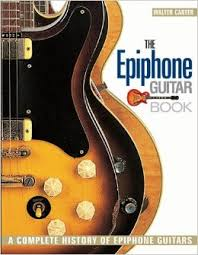 WALTER CARTER
THE
Epiphone
GUITAR
BOOK
A COMPLETE HISTORY OF EPIPHONE GUITARS